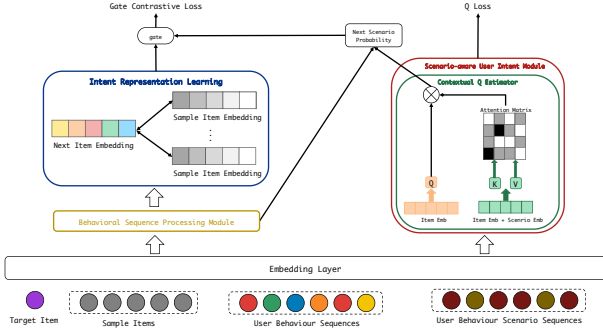 Gate Contrastive Loss
Q Loss
gate
Next Scenario
Probability
Scenario-aware User Intent Module
Contextual Q Estimator
Intent Representation Learning
Attention Matrix
Sample Item Embedding
Next Item Embedding
Sample Item Embedding
Q
K
V
Item Emb
Item Emb + Scenrio Emb
Behavioral Sequence Processing Module
Embedding Layer
Target Item
Sample Items
User Behaviour Sequences
User Behaviour Scenario Sequences